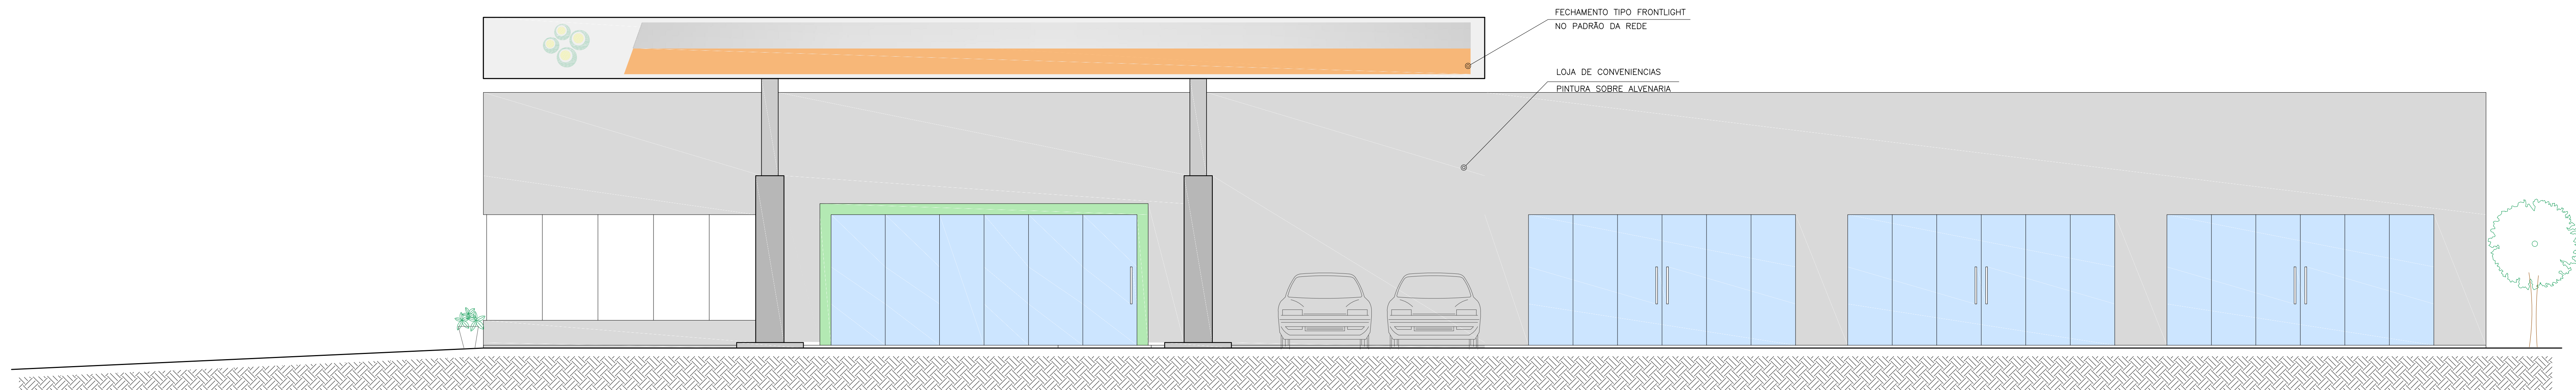 FECHAMENTO TIPO FRONTLIGHT
NO PADRÃO DA REDE
LOJA DE CONVENIENCIAS
PINTURA SOBRE ALVENARIA